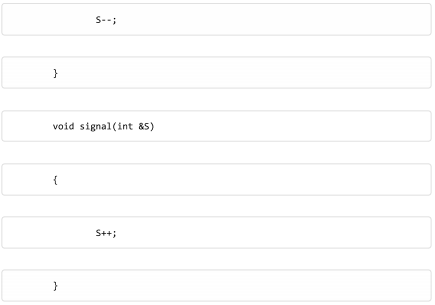 S--;
}
void signal(int &S)
{
S++;
}